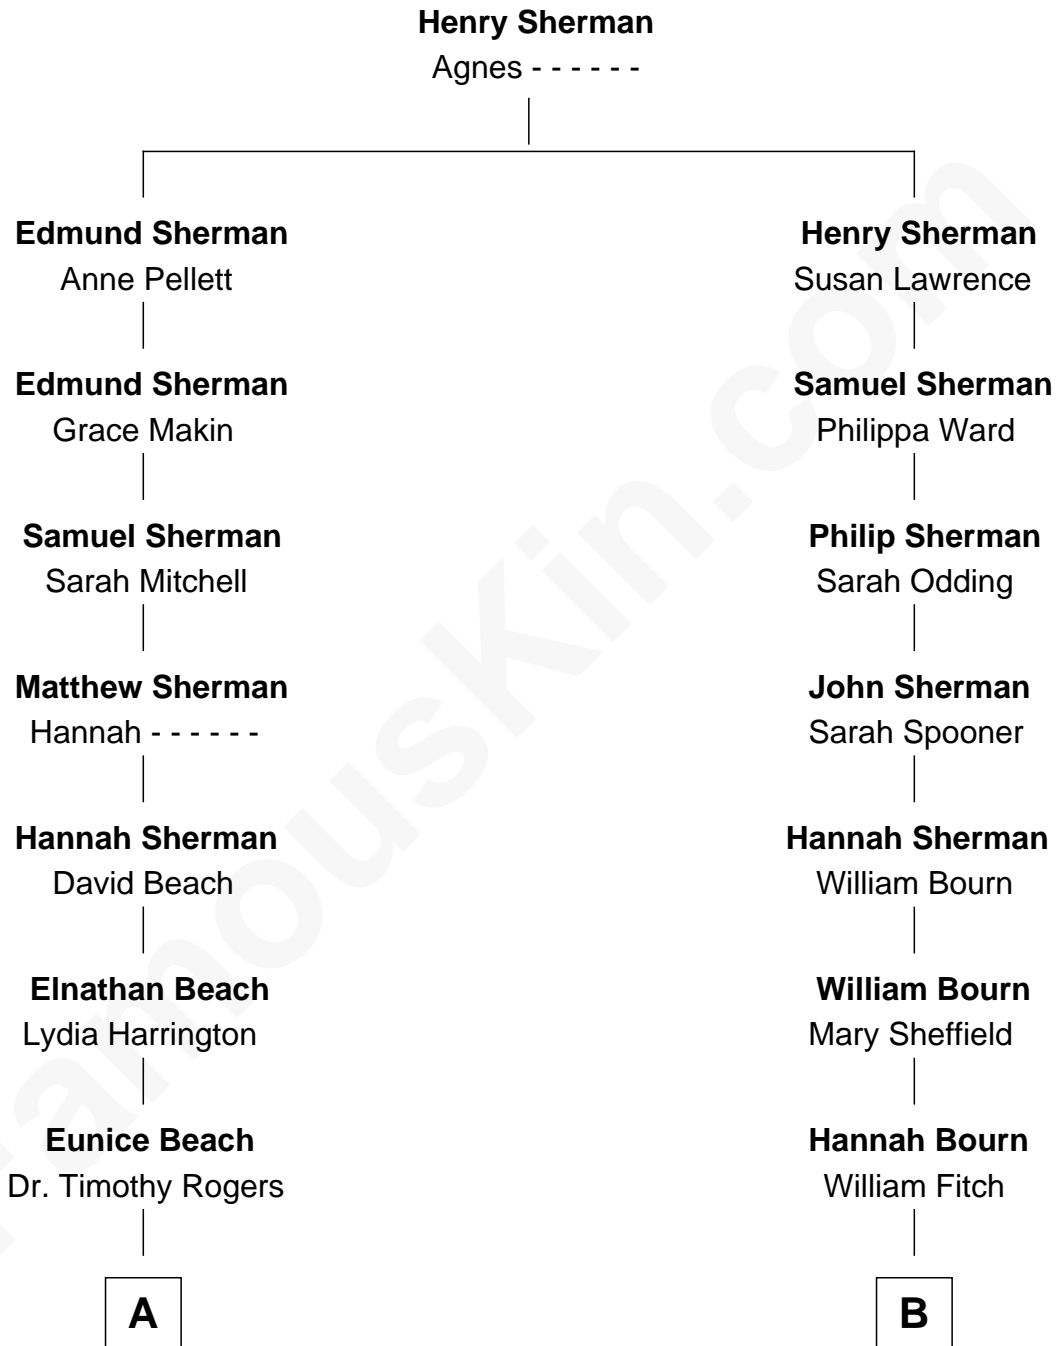 Henry Sherman
Agnes - - - - - -
Edmund Sherman
Anne Pellett
Henry Sherman
Susan Lawrence
Edmund Sherman
Grace Makin
Samuel Sherman
Philippa Ward
Samuel Sherman
Sarah Mitchell
Philip Sherman
Sarah Odding
Matthew Sherman
Hannah - - - - - -
John Sherman
Sarah Spooner
Hannah Sherman
David Beach
Hannah Sherman
William Bourn
Elnathan Beach
Lydia Harrington
William Bourn
Mary Sheffield
Eunice Beach
Dr. Timothy Rogers
Hannah Bourn
William Fitch
A
B
FamousKin.com